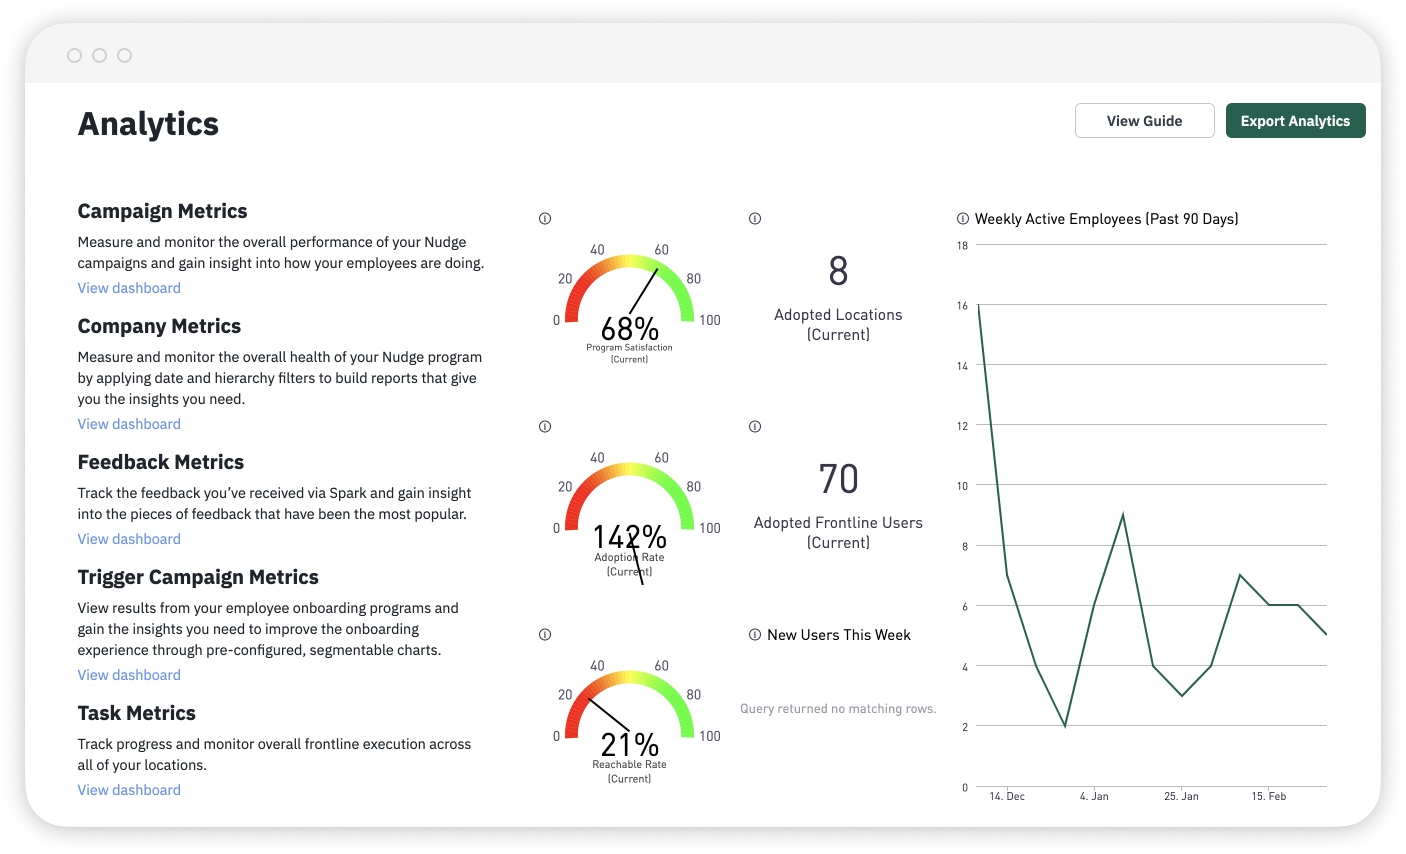 Analytics
View Guide
Export Analytics
Campaign Metrics
Measure and monitor the overall performance of your Nudge
campaigns and gain insight into how your employees are doing.
View dashboard
Company Metrics
Measure and monitor the overall health of your Nudge program
by applying date and hierarchy filters to build reports that give
you the insights you need.
View dashboard
Feedback Metrics
Track the feedback you’ve received via Spark and gain insight
into the pieces of feedback that have been the most popular.
View dashboard
Trigger Campaign Metrics
View results from your employee onboarding programs and
gain the insights you need to improve the onboarding
experience through pre-configured, segmentable charts.
View dashboard
Task Metrics
Track progress and monitor overall frontline execution across
all of your locations.
View dashboard
0
20
40
60
80
100
68%
Program Satisfaction
(Current)
8
Adopted Locations
(Current)
0
20
40
60
80
100
142%
Adoption Rate
(Current)
70
Adopted Frontline Users
(Current)
0
20
40
60
80
100
21%
Reachable Rate
(Current)
New Users This Week
Query returned no matching rows.
Weekly Active Employees (Past 90 Days)
18
16
14
12
10
8
6
4
2
0
14. Dec
4. Jan
25. Jan
15. Feb